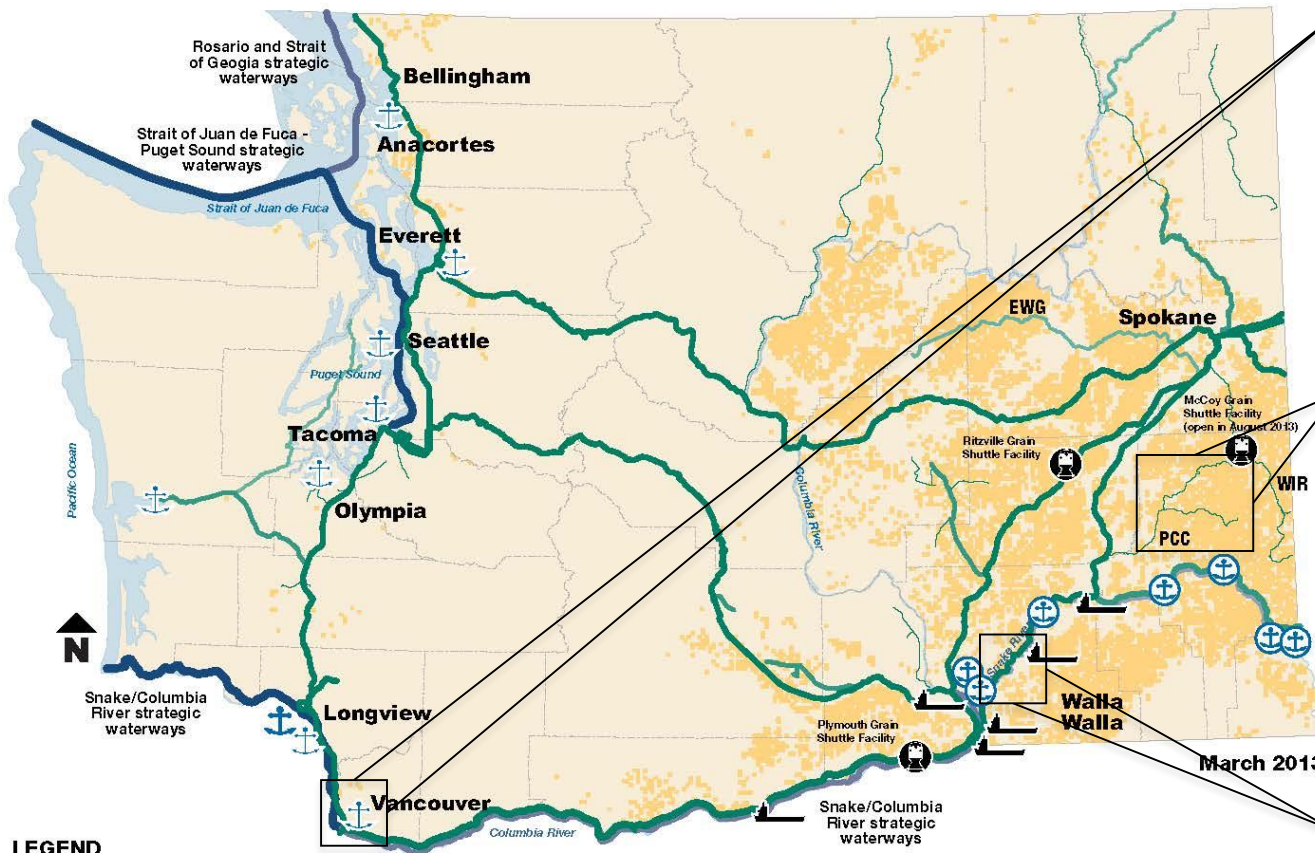 Rosario and Strait
of Geogia strategic
waterways
Bellingham
Strait of Juan de Fuca -
Puget Sound strategic
waterways
Anacortes
Strait of Juan de Fuca
Everett
EWG
Spokane
Seattle
Puget Sound
McCoy Grain
Shuttle Facility
(open in August 2013)
Tacoma
Ritzville Grain
Shuttle Facility
Pacific Ocean
Columbia River
WIR
Olympia
PCC
N
Snake River
Snake/Columbia
River strategic
waterways
Longview
Walla
Walla
Plymouth Grain
Shuttle Facility
March 2013
Vancouver
Snake/Columbia
River strategic
waterways
Columbia River
LEGEND